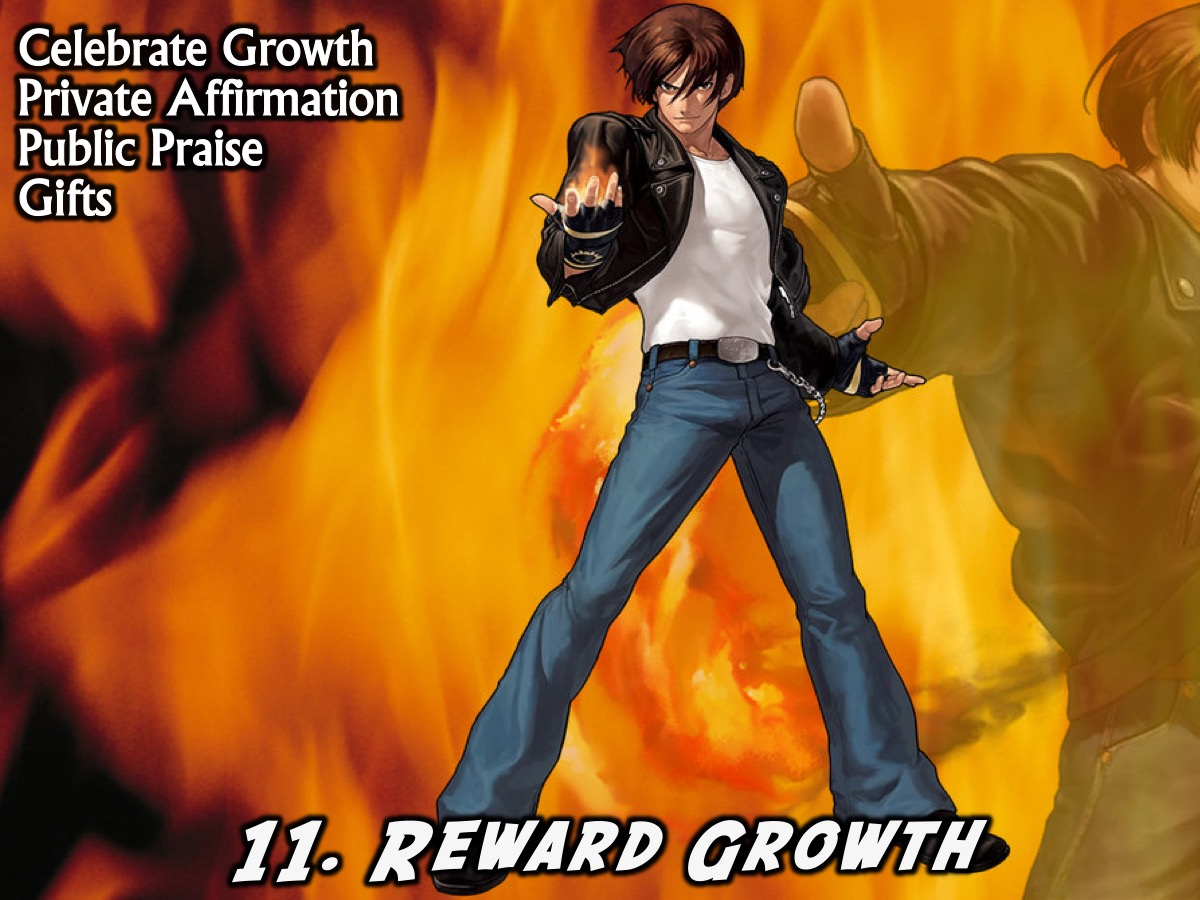 Celebrate Growth
Private Affirmation
Public Praise
Gifts
11. Reward Growth